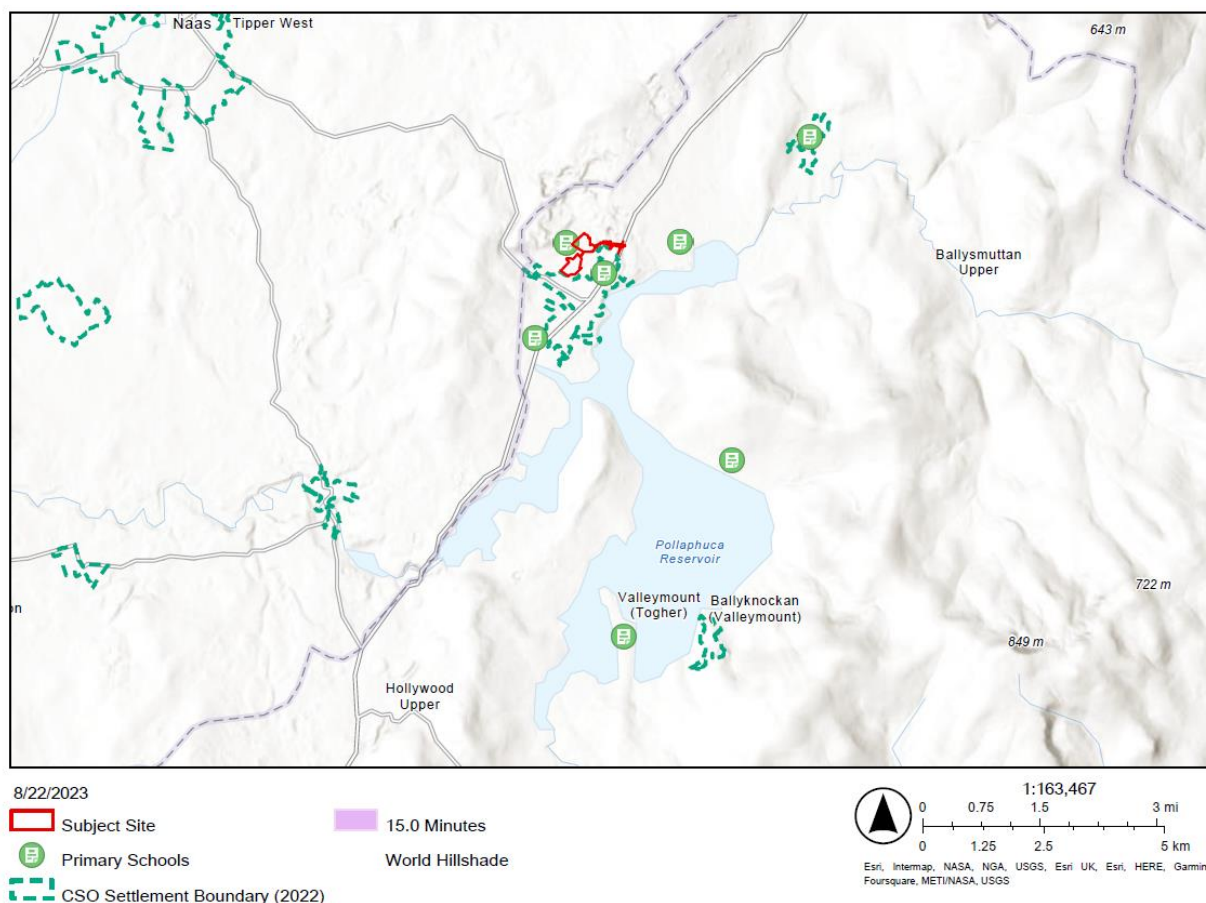 Naas
Tipper West
643 m
Ballysmuttan
Upper
Pollaphuca
Reservoir
Valleymount
(Togher)
Ballyknockan
(Valleymount)
722 m
849 m
on
Hollywood
Upper
8/22/2023
Subject Site
Primary Schools
CSO Settlement Boundary (2022)
15.0 Minutes
World Hillshade
1:163,467
0 0.75 1.5 3 mi
0 1.25 2.5 5 km
Esri, Intermap, NASA, NGA, USGS, Esri UK, Esri, HERE, Garmin,
Foursquare, METI/NASA, USGS